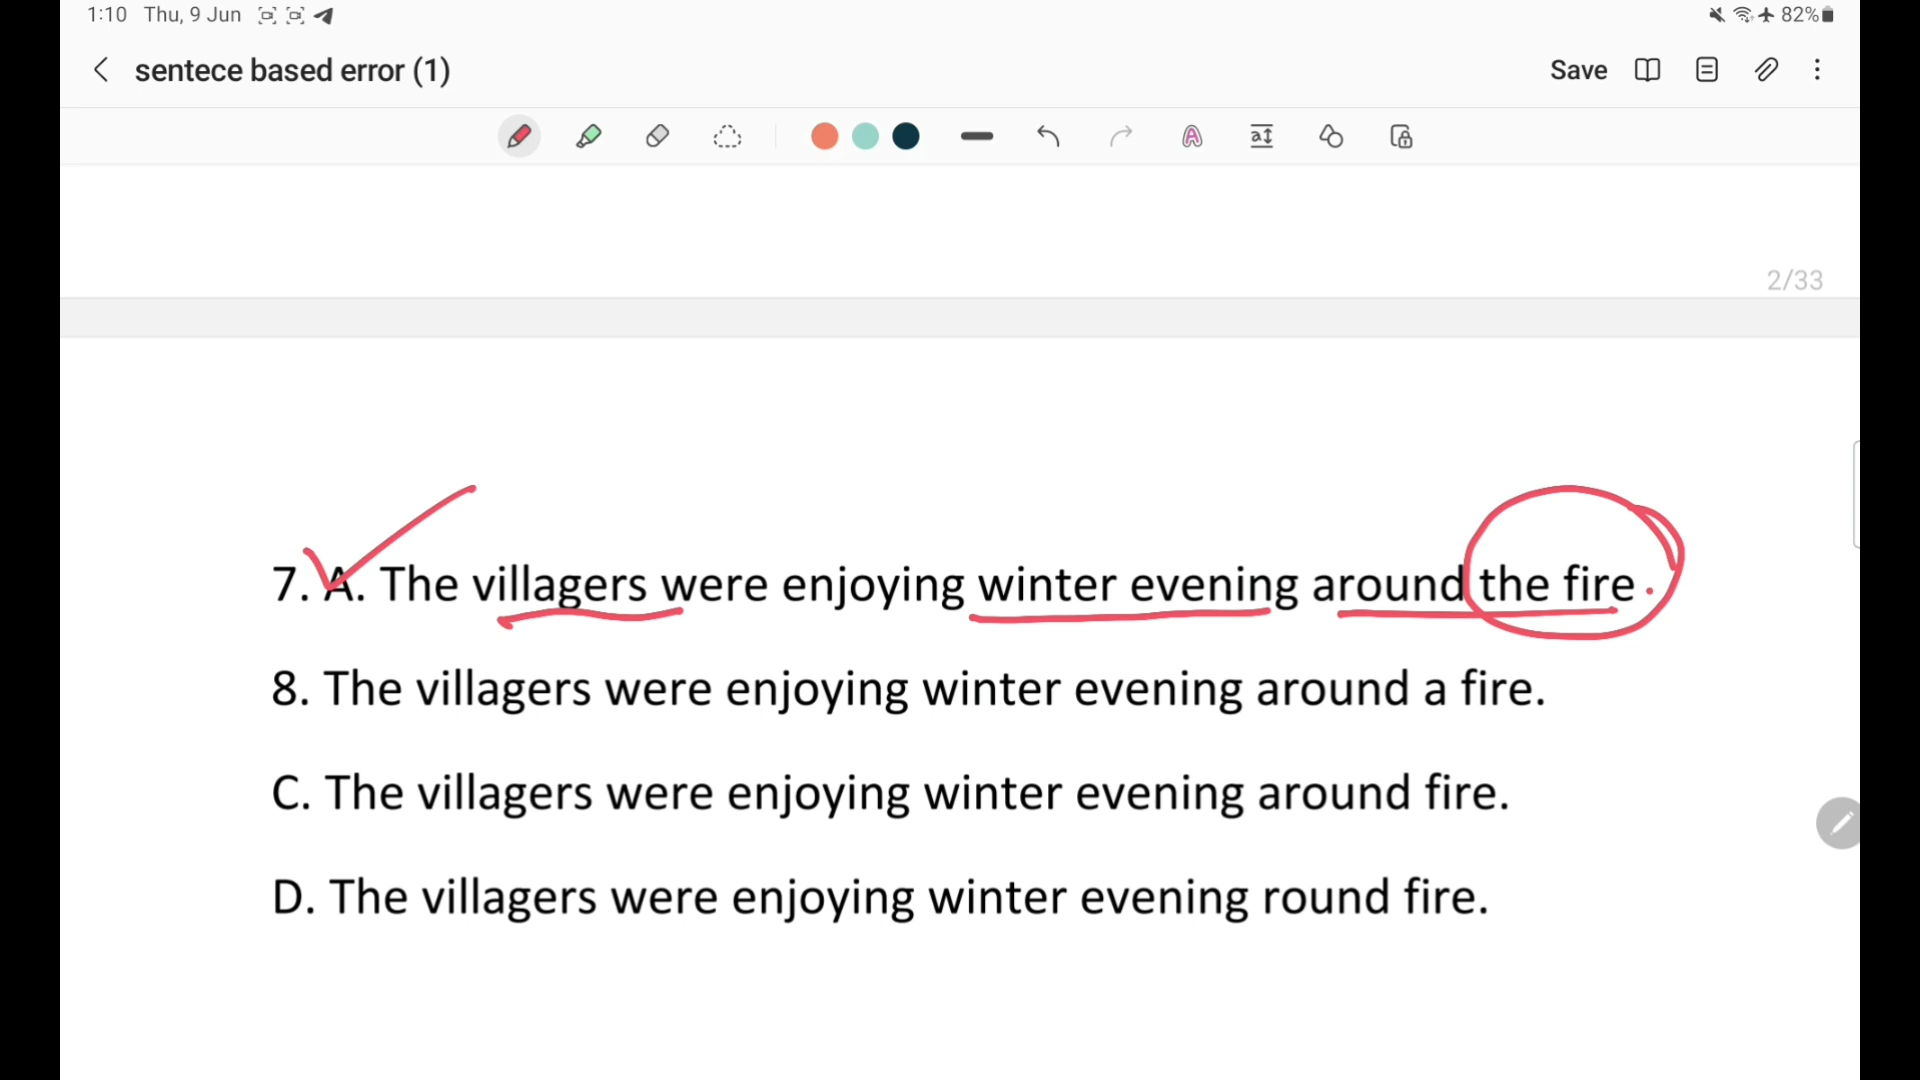 1:10 Thu, 9 Jun 82%
sentece based error (1) Save
2/33
7. A. The villagers were enjoying winter evening around the fire.
8. The villagers were enjoying winter evening around a fire.
C. The villagers were enjoying winter evening around fire.
D. The villagers were enjoying winter evening round fire.